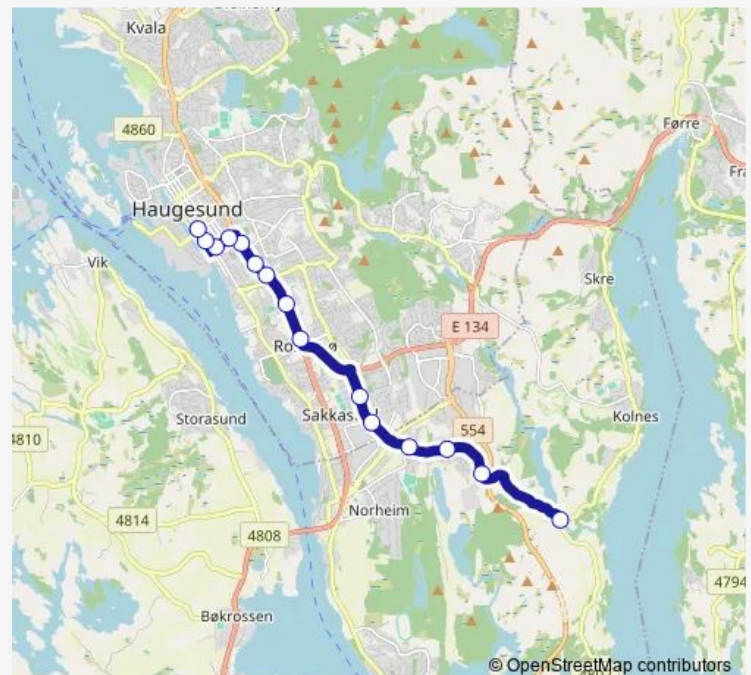 Kvala
4860
Førre
Haugesund
Vik
Skre
E 134
Storasund
Sakkas
Kolnes
554
4810
4814
Norheim
4808
4794
Bøkrossen
© OpenStreetMap contributors